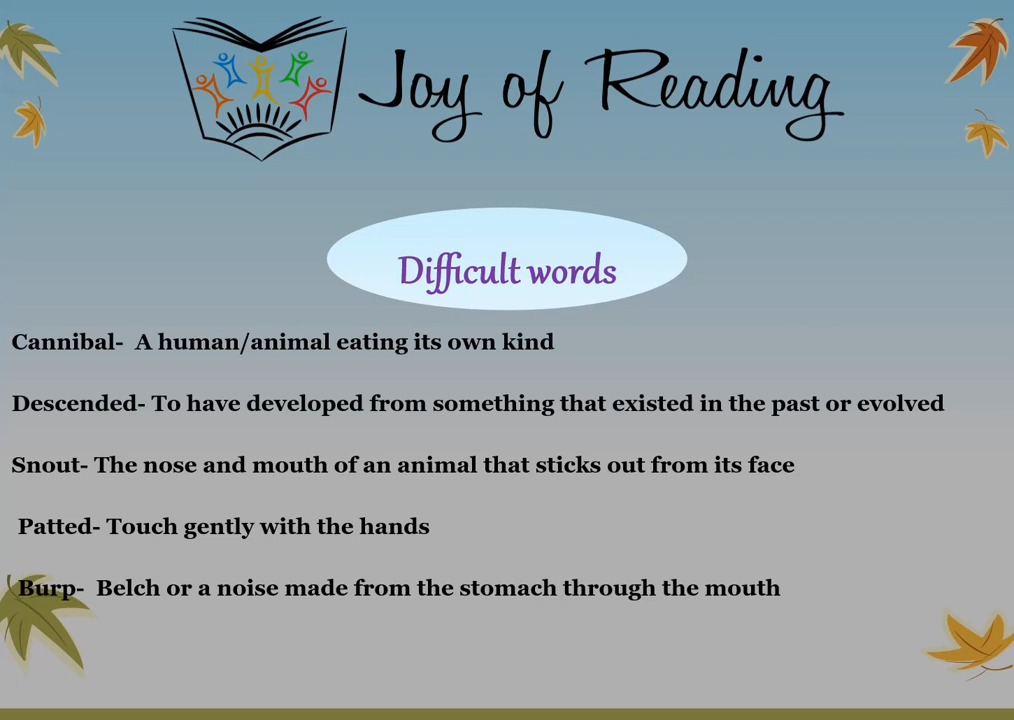 Joy of Reading
Difficult words
Cannibal-  A human/animal eating its own kind
Descended- To have developed from something that existed in the past or evolved
Snout- The nose and mouth of an animal that sticks out from its face
Patted- Touch gently with the hands
Burp-  Belch or a noise made from the stomach through the mouth